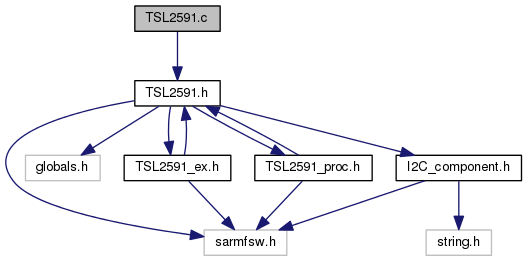 TSL2591.c
TSL2591.h
globals.h
TSL2591_ex.h
TSL2591_proc.h
I2C_component.h
sarmfsw.h
string.h